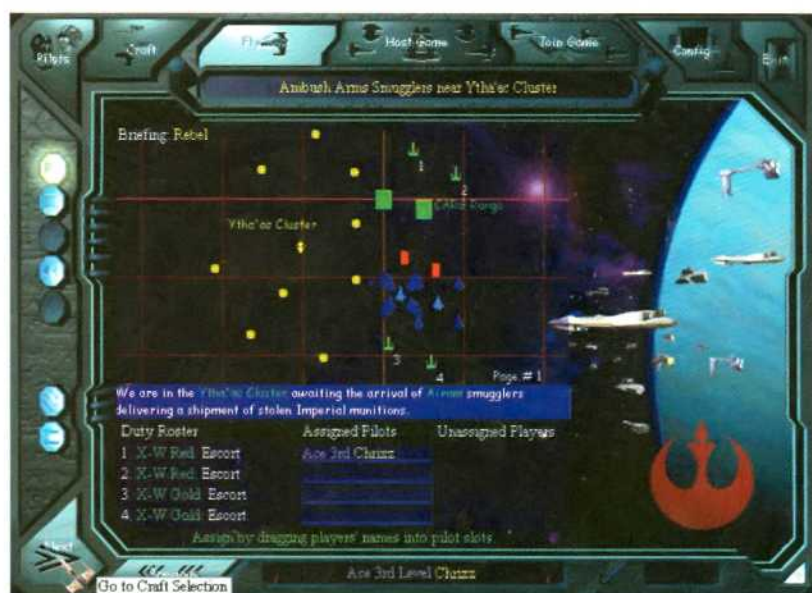 Pilots
Craft
Host Game
Join Game
Config
Exit
Ambush Arms Smugglers near Ytha'ac Cluster
Briefing: Rebel
1
2
Ytha'ac Cluster
3
4
Page # 1
We are in the Ytha'ac Cluster awaiting the arrival of Airam smugglers
delivering a shipment of stolen Imperial munitions.
Duty Roster Assigned Pilots Unassigned Players
1. X-W Red: Escort Ace 3rd Chrizz
2. X-W Red: Escort
3. X-W Gold: Escort
4. X-W Gold: Escort
Assign by dragging players' names into pilot slots
Next
Ace 3rd Level Chrizz
Go to Craft Selection